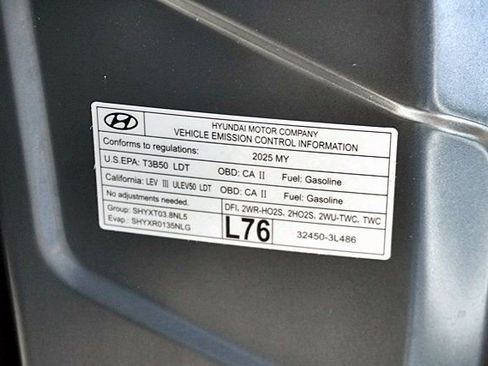 HYUNDAI MOTOR COMPANY
VEHICLE EMISSION CONTROL INFORMATION
Conforms to regulations: 2025 MY
U.S.EPA: T3B50 LDT OBD: CA II Fuel: Gasoline
California: LEV III ULEV50 LDT OBD: CA II Fuel: Gasoline
No adjustments needed. DFI, 2WR-HO2S, 2HO2S, 2WU-TWC, TWC
Group: SHYXT03.8NL5
Evap: SHYXR0135NLG L76 32450-3L486